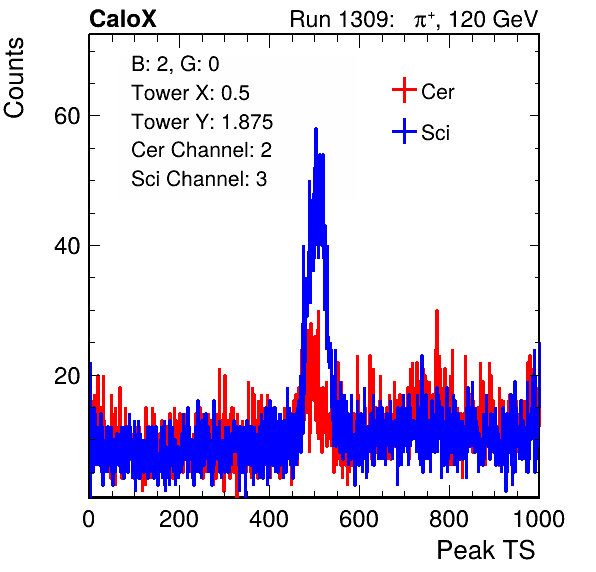 CaloX Run 1309: π⁺, 120 GeV
B: 2, G: 0
Tower X: 0.5
Tower Y: 1.875
Cer Channel: 2
Sci Channel: 3
Cer
Sci
Counts
60
40
20
0 200 400 600 800 1000
Peak TS